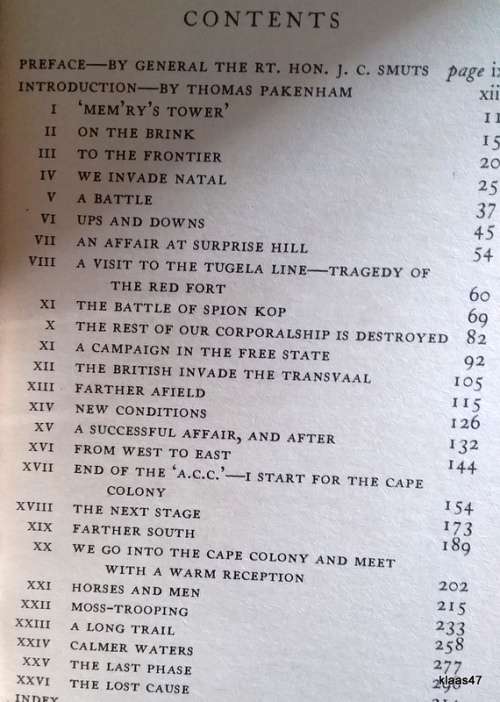 CONTENTS
PREFACE—BY GENERAL THE RT. HON. J. C. SMUTS page ix
INTRODUCTION—BY THOMAS PAKENHAM xii
I 'MEM'RY'S TOWER' 11
II ON THE BRINK 15
III TO THE FRONTIER 20
IV WE INVADE NATAL 25
V A BATTLE 37
VI UPS AND DOWNS 45
VII AN AFFAIR AT SURPRISE HILL 54
VIII A VISIT TO THE TUGELA LINE—TRAGEDY OF
THE RED FORT 60
XI THE BATTLE OF SPION KOP 69
X THE REST OF OUR CORPORALSHIP IS DESTROYED 82
XI A CAMPAIGN IN THE FREE STATE 92
XII THE BRITISH INVADE THE TRANSVAAL 105
XIII FARTHER AFIELD 115
XIV NEW CONDITIONS 126
XV A SUCCESSFUL AFFAIR, AND AFTER 132
XVI FROM WEST TO EAST 144
XVII END OF THE 'A.C.C.'—I START FOR THE CAPE
COLONY 154
XVIII THE NEXT STAGE 173
XIX FARTHER SOUTH 189
XX WE GO INTO THE CAPE COLONY AND MEET
WITH A WARM RECEPTION 202
XXI HORSES AND MEN 215
XXII MOSS-TROOPING 233
XXIII A LONG TRAIL 258
XXIV CALMER WATERS 277
XXV THE LAST PHASE
XXVI THE LOST CAUSE
INDEX
klaas47